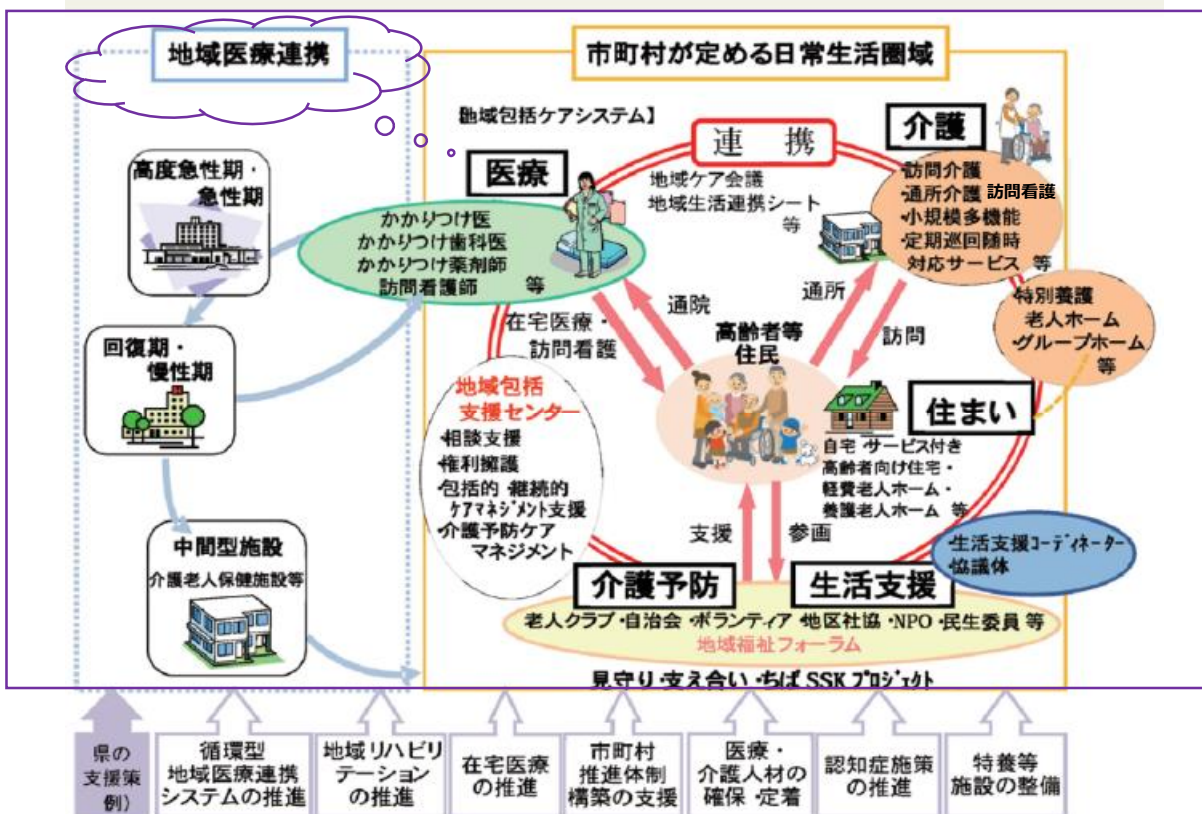 地域医療連携
市町村が定める日常生活圏域
【地域包括ケアシステム】
連 携
地域ケア会議
地域生活連携シート
等
医療
かかりつけ医
かかりつけ歯科医
かかりつけ薬剤師
訪問看護師 等
介護
・訪問介護
・通所介護 訪問看護
・小規模多機能
・定期巡回随時
対応サービス 等
・特別養護
老人ホーム
・グループホーム
等
高度急性期・
急性期
回復期・
慢性期
中間型施設
介護老人保健施設等
通院
在宅医療・
訪問看護
通所
訪問
高齢者等
住民
住まい
自宅・サービス付き
高齢者向け住宅・
軽費老人ホーム・
養護老人ホーム 等
地域包括
支援センター
・相談支援
・権利擁護
・包括的・継続的
ケアマネジメント支援
・介護予防ケア
マネジメント
支援
参画
・生活支援コーディネーター
・協議体
介護予防
生活支援
老人クラブ・自治会・ボランティア・地区社協・NPO・民生委員 等
地域福祉フォーラム
見守り・支え合い・ちばSSKプロジェクト
県の
支援策
例)
循環型
地域医療連携
システムの推進
地域リハビリ
テーション
の推進
在宅医療
の推進
市町村
推進体制
構築の支援
医療・
介護人材の
確保・定着
認知症施策
の推進
特養等
施設の整備